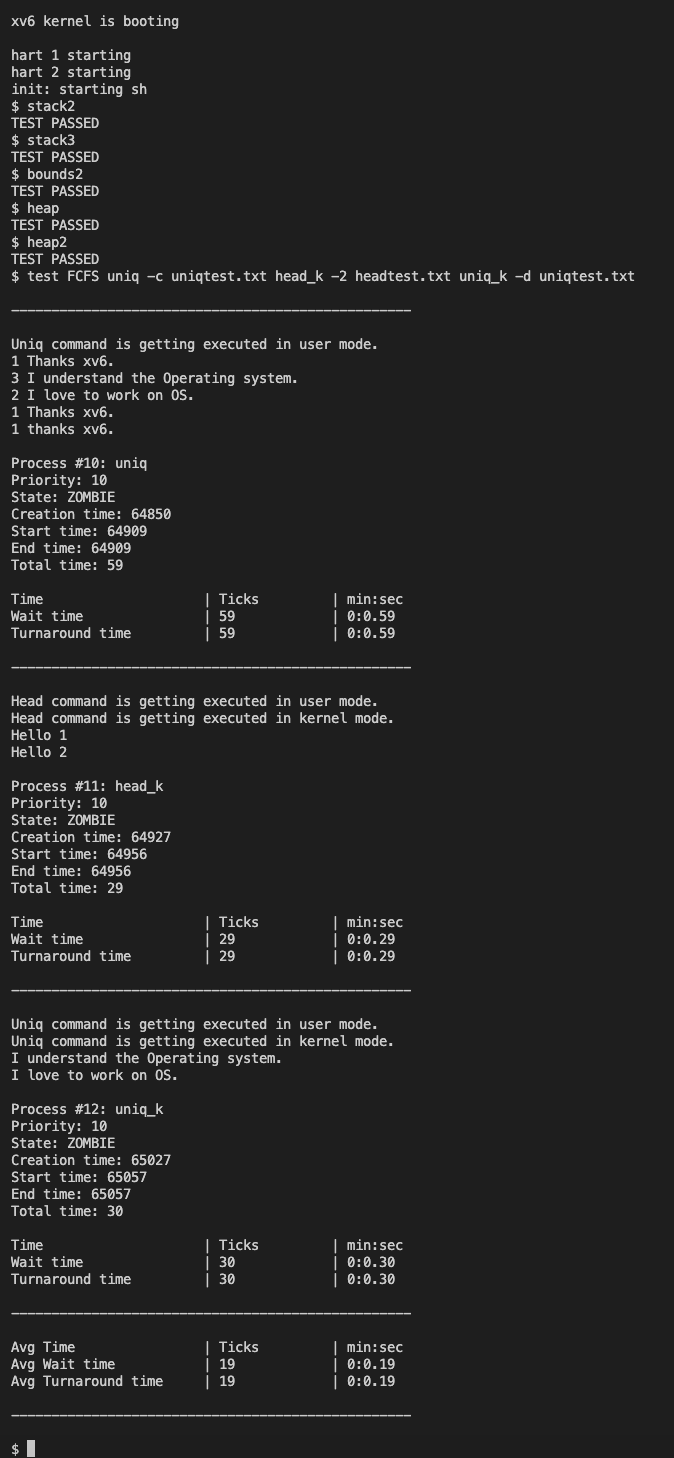 xv6 kernel is booting
hart 1 starting
hart 2 starting
init: starting sh
$ stack2
TEST PASSED
$ stack3
TEST PASSED
$ bounds2
TEST PASSED
$ heap
TEST PASSED
$ heap2
TEST PASSED
$ test FCFS uniq -c uniqtest.txt head_k -2 headtest.txt uniq_k -d uniqtest.txt
__________________________________________________
Uniq command is getting executed in user mode.
1 Thanks xv6.
3 I understand the Operating system.
2 I love to work on OS.
1 Thanks xv6.
1 thanks xv6.
Process #10: uniq
Priority: 10
State: ZOMBIE
Creation time: 64850
Start time: 64909
End time: 64909
Total time: 59
Time | Ticks | min:sec
Wait time | 59 | 0:0.59
Turnaround time | 59 | 0:0.59
__________________________________________________
Head command is getting executed in user mode.
Head command is getting executed in kernel mode.
Hello 1
Hello 2
Process #11: head_k
Priority: 10
State: ZOMBIE
Creation time: 64927
Start time: 64956
End time: 64956
Total time: 29
Time | Ticks | min:sec
Wait time | 29 | 0:0.29
Turnaround time | 29 | 0:0.29
__________________________________________________
Uniq command is getting executed in user mode.
Uniq command is getting executed in kernel mode.
I understand the Operating system.
I love to work on OS.
Process #12: uniq_k
Priority: 10
State: ZOMBIE
Creation time: 65027
Start time: 65057
End time: 65057
Total time: 30
Time | Ticks | min:sec
Wait time | 30 | 0:0.30
Turnaround time | 30 | 0:0.30
__________________________________________________
Avg Time | Ticks | min:sec
Avg Wait time | 19 | 0:0.19
Avg Turnaround time | 19 | 0:0.19
__________________________________________________
$